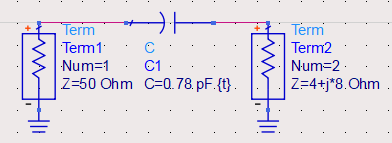 +
Term
Term1
Num=1
Z=50 Ohm
-
C
C1
C=0.78 pF {t}
+
Term
Term2
Num=2
Z=4+j*8 Ohm
-